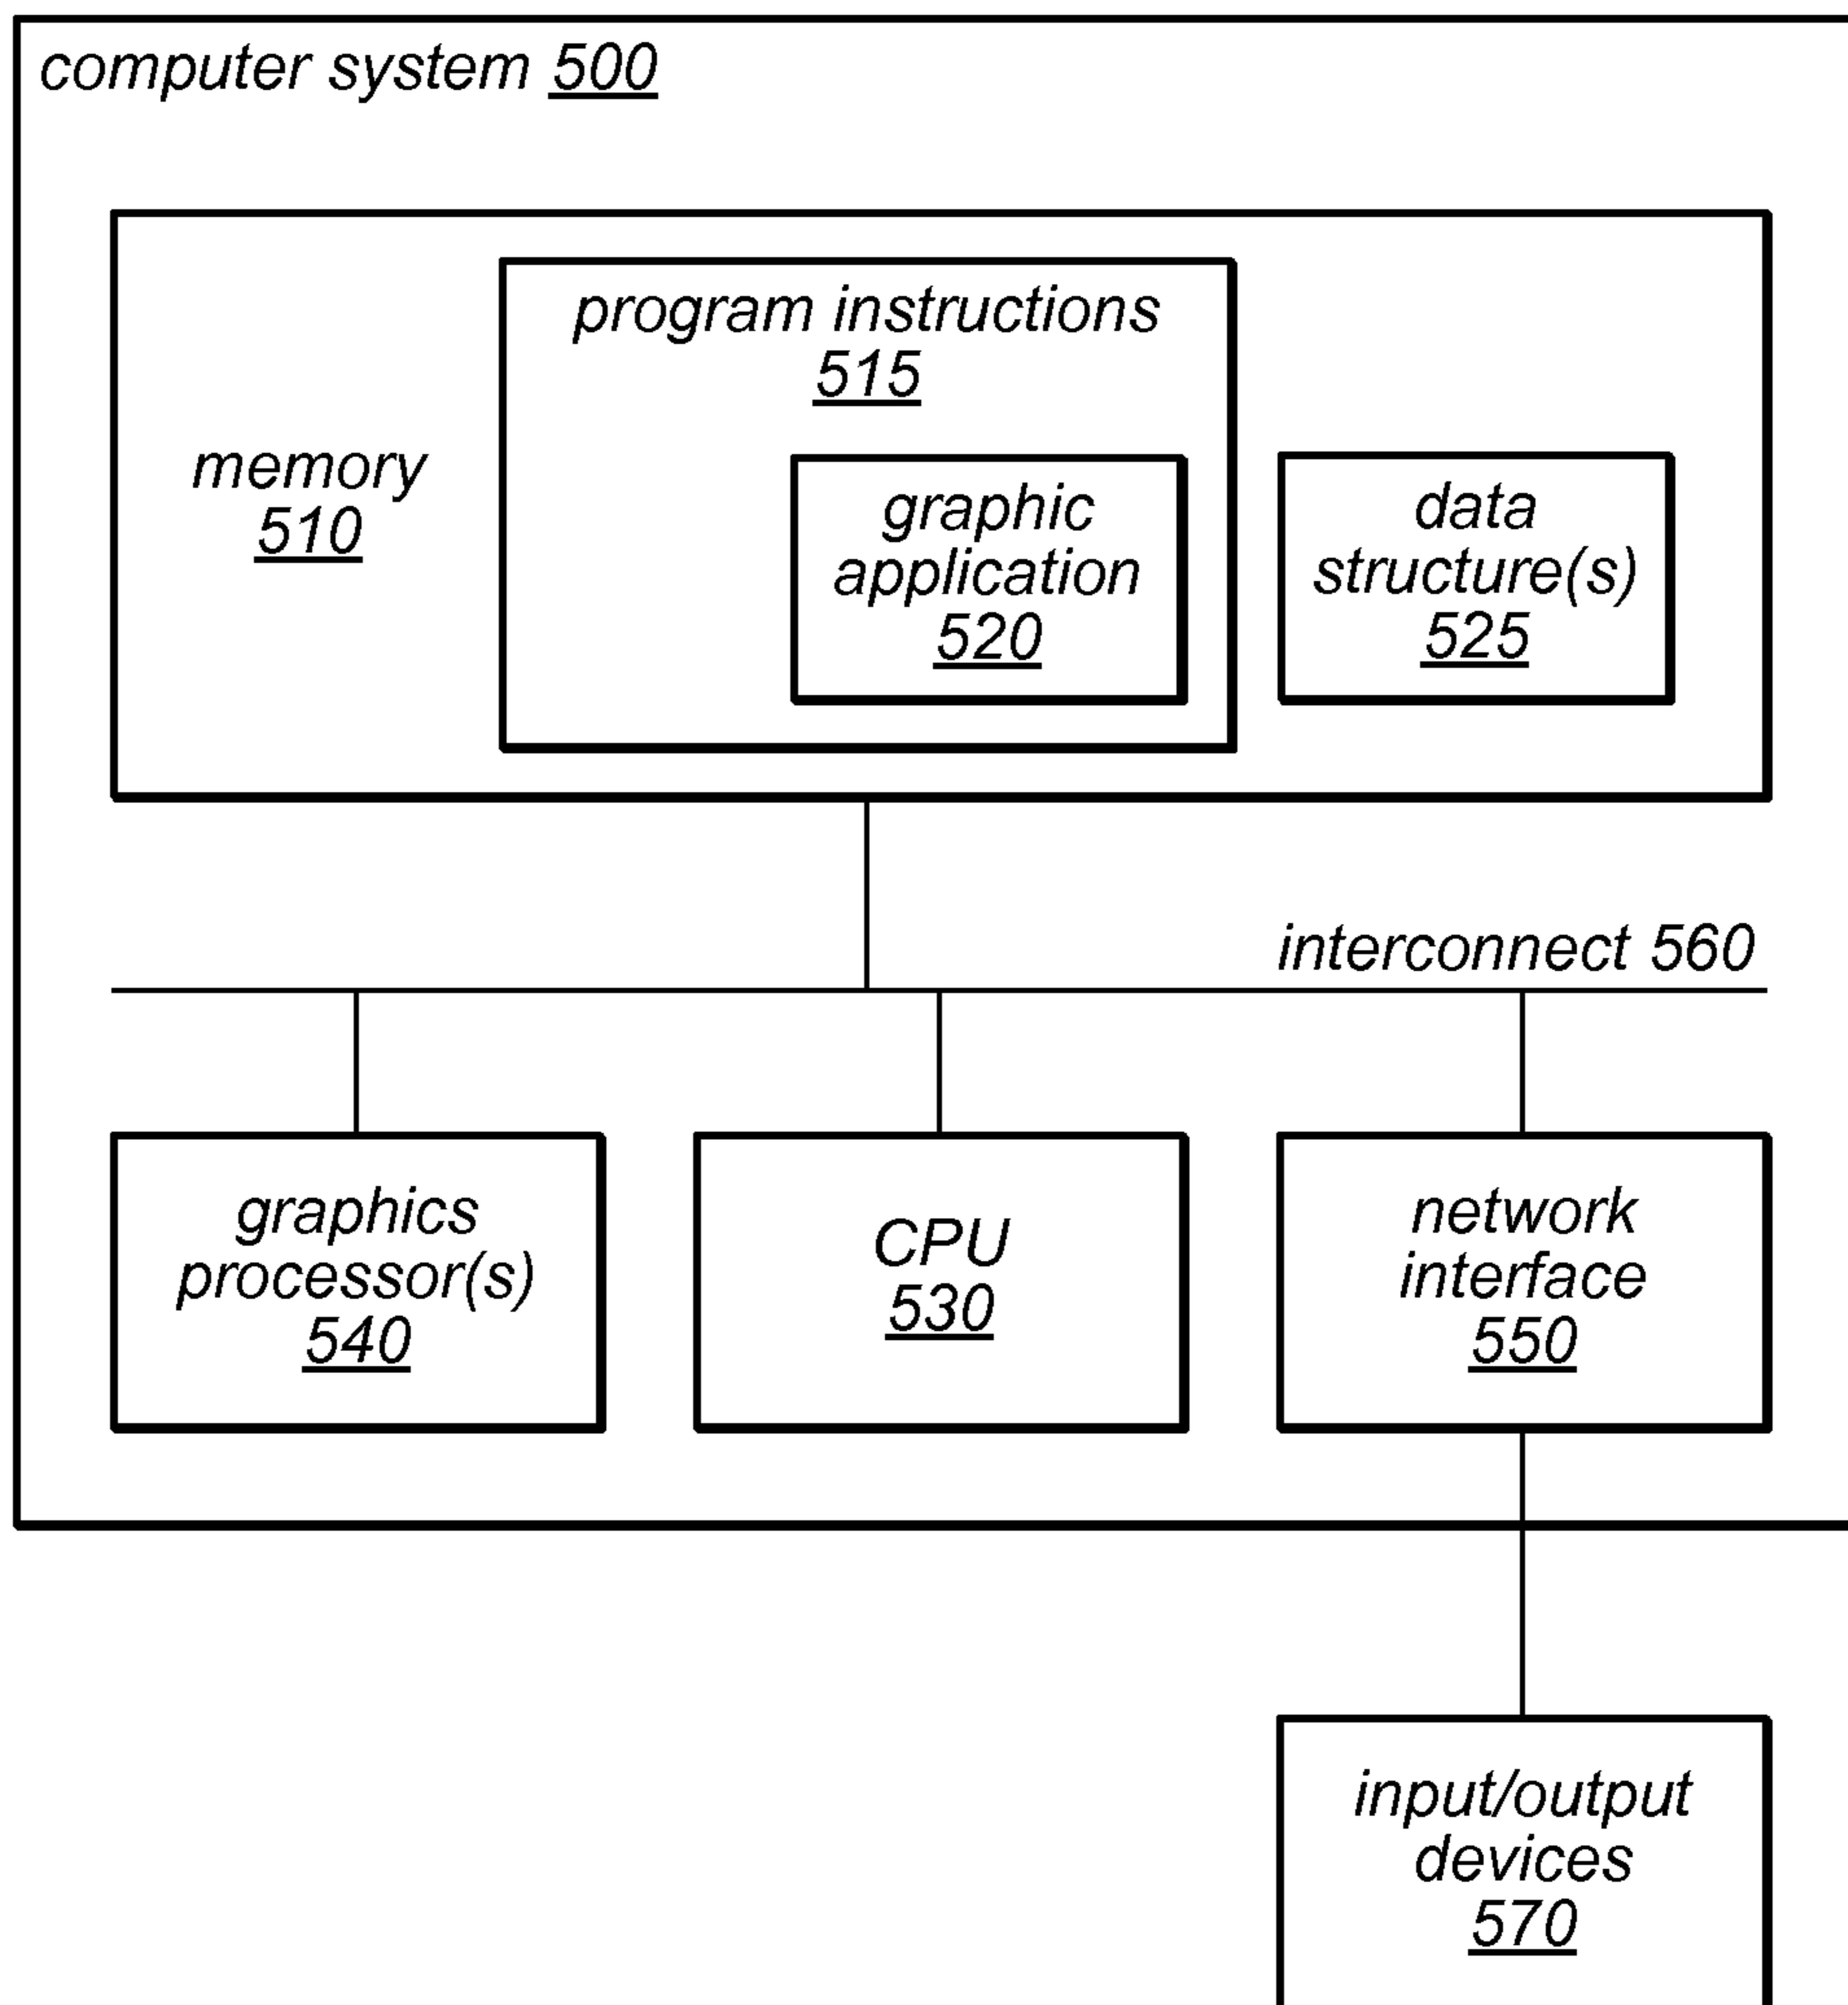 computer system 500
program instructions
515
memory
510
graphic
application
520
data
structure(s)
525
interconnect 560
graphics
processor(s)
540
CPU
530
network
interface
550
input/output
devices
570